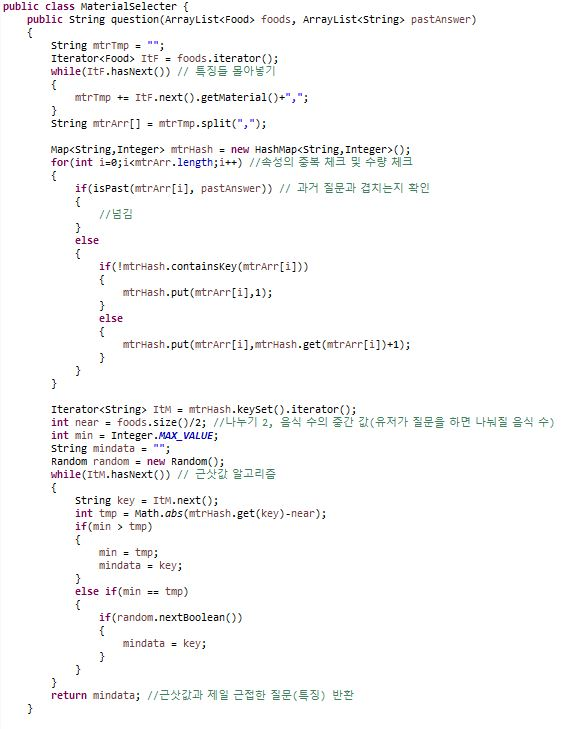 public class MaterialSelecter {
    public String question(ArrayList<Food> foods, ArrayList<String> pastAnswer)
    {
        String mtrTmp = "";
        Iterator<Food> ItF = foods.iterator();
        while(ItF.hasNext()) // 특징들 몰아넣기
        {
            mtrTmp += ItF.next().getMaterial()+",";
        }
        String mtrArr[] = mtrTmp.split(",");

        Map<String,Integer> mtrHash = new HashMap<String,Integer>();
        for(int i=0;i<mtrArr.length;i++) //속성의 중복 체크 및 수량 체크
        {
            if(isPast(mtrArr[i], pastAnswer)) // 과거 질문과 겹치는지 확인
            {
                //넘김
            }
            else
            {
                if(!mtrHash.containsKey(mtrArr[i]))
                {
                    mtrHash.put(mtrArr[i],1);
                }
                else
                {
                    mtrHash.put(mtrArr[i],mtrHash.get(mtrArr[i])+1);
                }
            }
        }

        Iterator<String> ItM = mtrHash.keySet().iterator();
        int near = foods.size()/2; //나누기 2, 음식 수의 중간 값(유저가 질문을 하면 나눠질 음식 수)
        int min = Integer.MAX_VALUE;
        String mindata = "";
        Random random = new Random();
        while(ItM.hasNext()) // 근삿값 알고리즘
        {
            String key = ItM.next();
            int tmp = Math.abs(mtrHash.get(key)-near);
            if(min > tmp)
            {
                min = tmp;
                mindata = key;
            }
            else if(min == tmp)
            {
                if(random.nextBoolean())
                {
                    mindata = key;
                }
            }
        }
        return mindata; //근삿값과 제일 근접한 질문(특징) 반환
    }